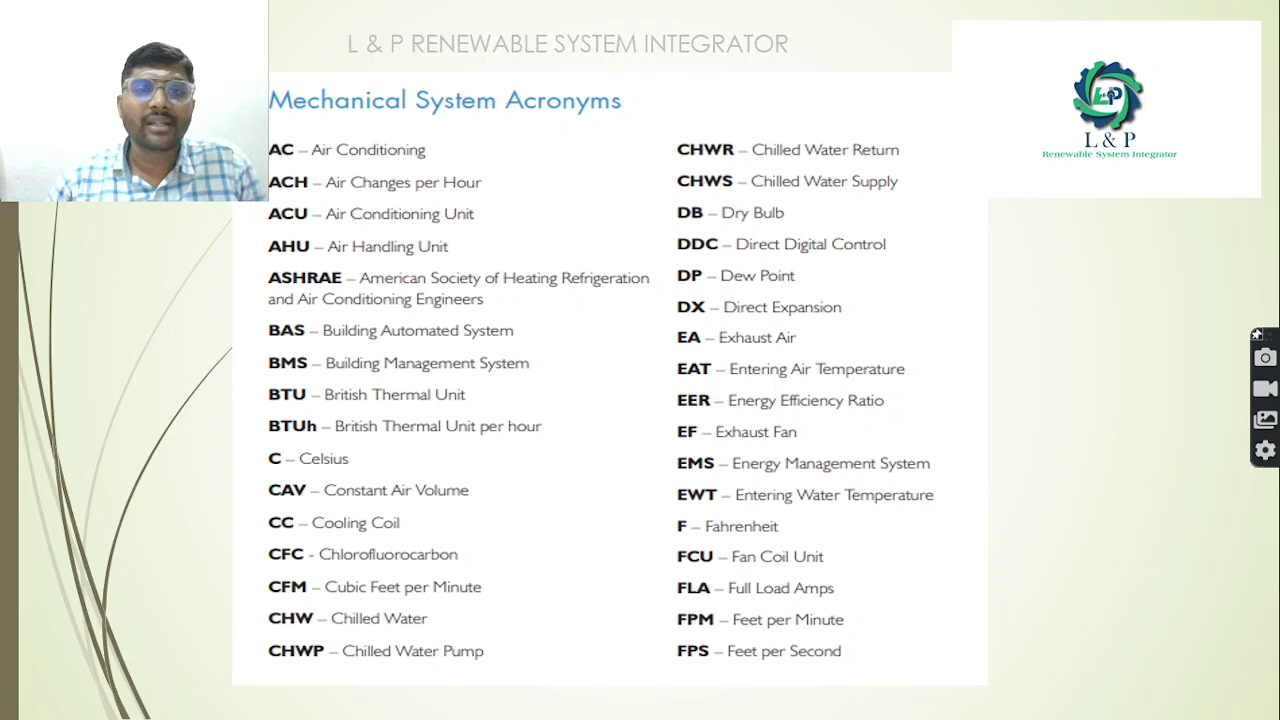 L & P RENEWABLE SYSTEM INTEGRATOR
Mechanical System Acronyms
AC – Air Conditioning
ACH – Air Changes per Hour
ACU – Air Conditioning Unit
AHU – Air Handling Unit
ASHRAE – American Society of Heating Refrigeration
and Air Conditioning Engineers
BAS – Building Automated System
BMS – Building Management System
BTU – British Thermal Unit
BTUh – British Thermal Unit per hour
C – Celsius
CAV – Constant Air Volume
CC – Cooling Coil
CFC - Chlorofluorocarbon
CFM – Cubic Feet per Minute
CHW – Chilled Water
CHWP – Chilled Water Pump
CHWR – Chilled Water Return
CHWS – Chilled Water Supply
DB – Dry Bulb
DDC – Direct Digital Control
DP – Dew Point
DX – Direct Expansion
EA – Exhaust Air
EAT – Entering Air Temperature
EER – Energy Efficiency Ratio
EF – Exhaust Fan
EMS – Energy Management System
EWT – Entering Water Temperature
F – Fahrenheit
FCU – Fan Coil Unit
FLA – Full Load Amps
FPM – Feet per Minute
FPS – Feet per Second
L&P
L & P
Renewable System Integrator